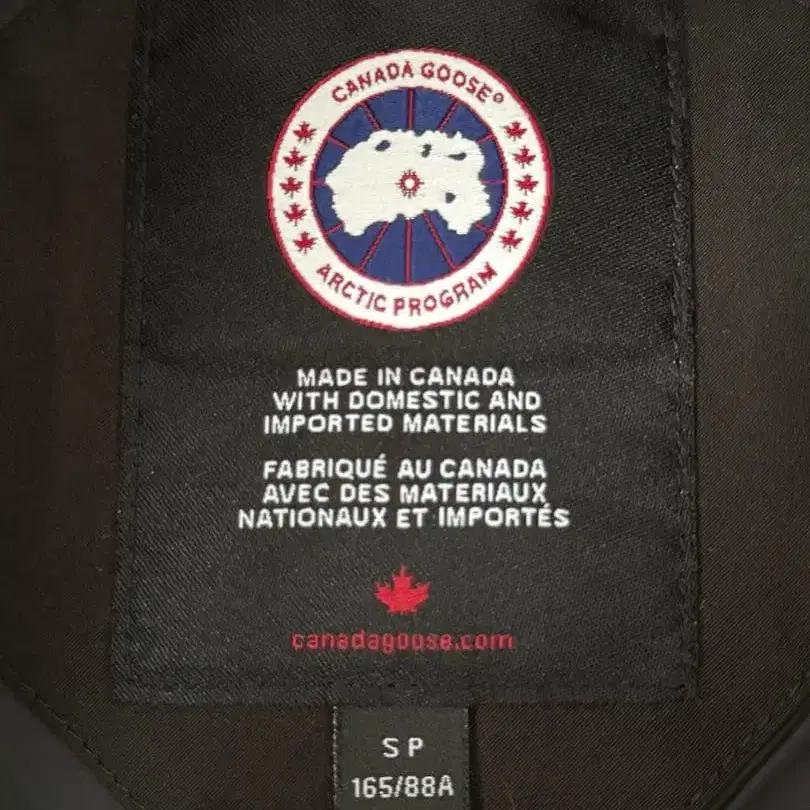 CANADA GOOSE®
ARCTIC PROGRAM
MADE IN CANADA
WITH DOMESTIC AND
IMPORTED MATERIALS
FABRIQUÉ AU CANADA
AVEC DES MATERIAUX
NATIONAUX ET IMPORTÉS
canadagoose.com
SP
165/88A